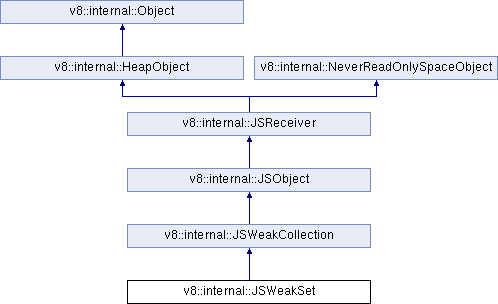 v8::internal::Object
v8::internal::HeapObject
v8::internal::NeverReadOnlySpaceObject
v8::internal::JSReceiver
v8::internal::JSObject
v8::internal::JSWeakCollection
v8::internal::JSWeakSet